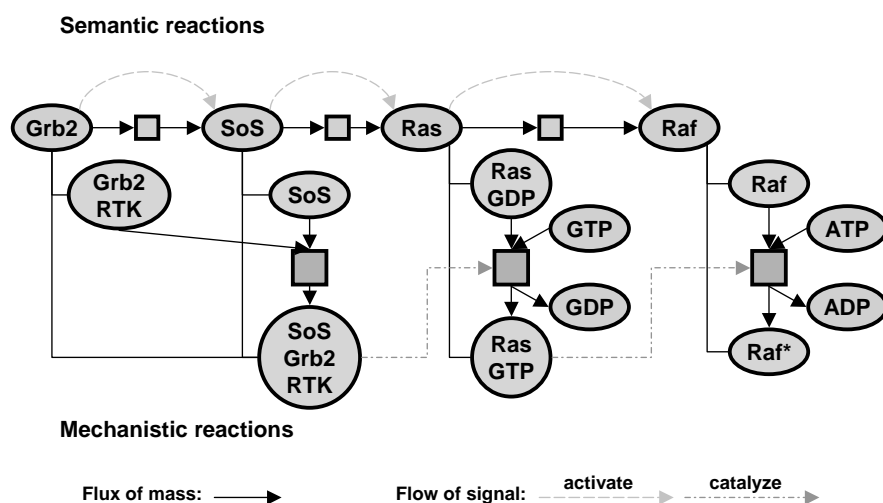 Semantic reactions
Grb2
SoS
Ras
Raf
Grb2
RTK
SoS
Ras
GDP
Raf
GTP
ATP
GDP
ADP
SoS
Grb2
RTK
Ras
GTP
Raf*
Mechanistic reactions
Flux of mass:
Flow of signal:
activate
catalyze